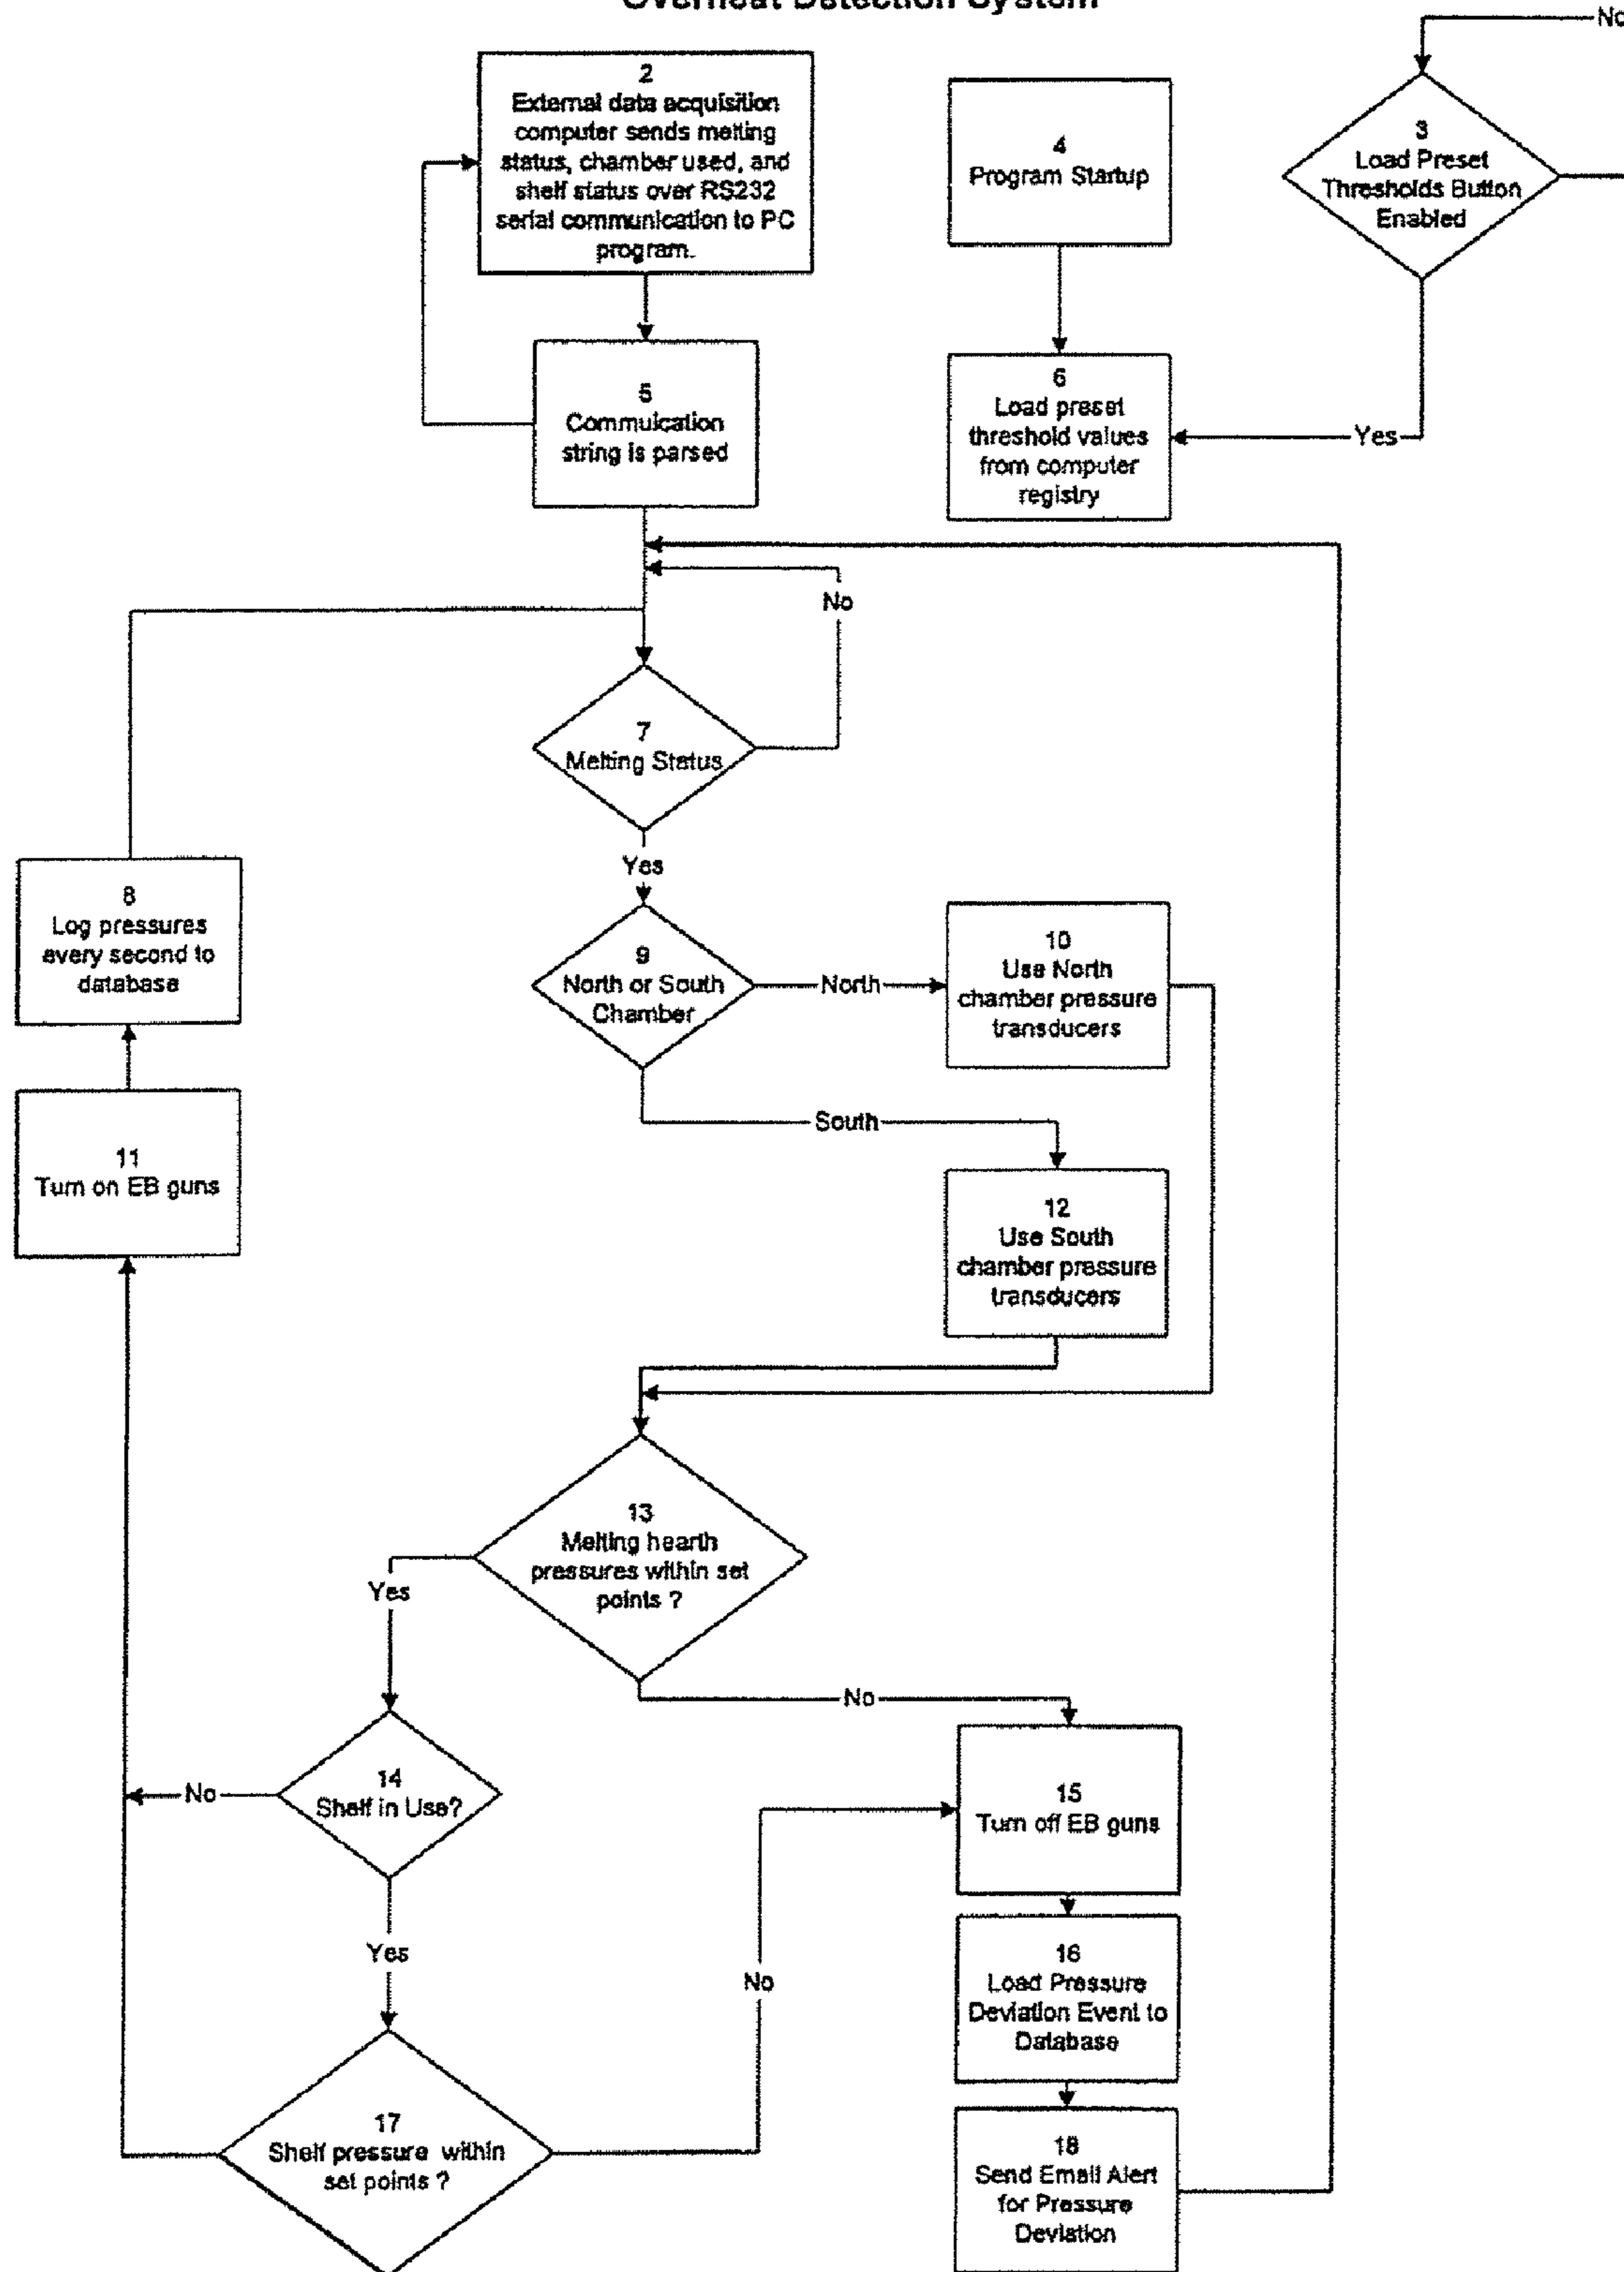 Overheat Detection System
No
2
External data acquisition
computer sends melting
status, chamber used, and
shelf status over RS232
serial communication to PC
program.
4
Program Startup
3
Load Preset
Thresholds Button
Enabled
5
Commuication
string is parsed
6
Load preset
threshold values
from computer
registry
Yes
No
7
Melting Status
Yes
8
Log pressures
every second to
database
9
North or South
Chamber
North
10
Use North
chamber pressure
transducers
South
11
Turn on EB guns
12
Use South
chamber pressure
transducers
13
Melting hearth
pressures within set
points ?
Yes
No
14
Shelf in Use?
No
15
Turn off EB guns
Yes
No
16
Load Pressure
Deviation Event to
Database
17
Shelf pressure within
set points ?
18
Send Email Alert
for Pressure
Deviation